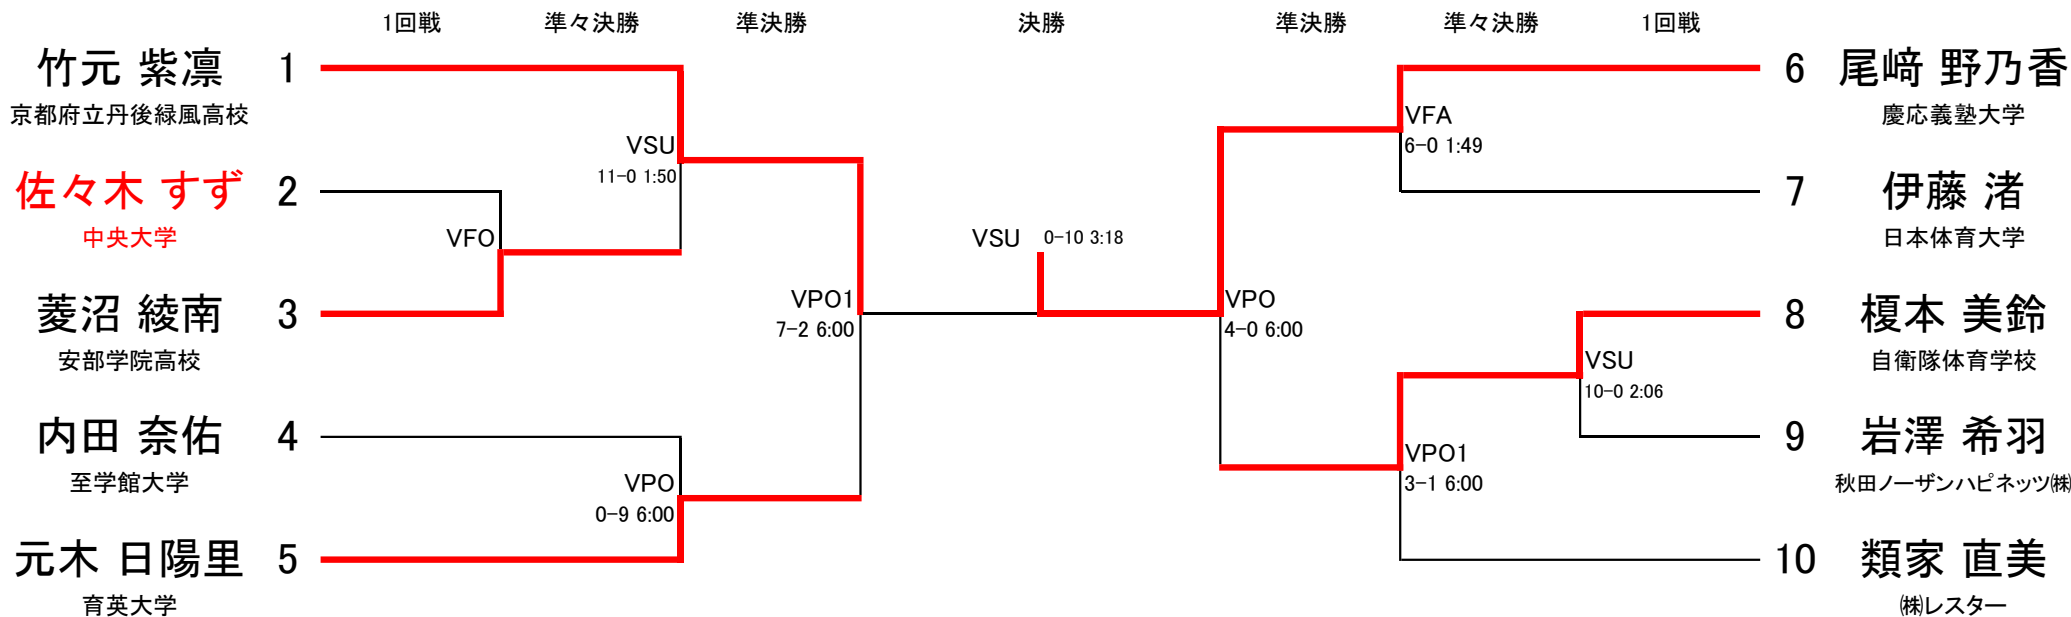 1回戦 準々決勝 準決勝 決勝 準決勝 準々決勝 1回戦
竹元 紫凛 1
京都府立丹後緑風高校
佐々木 すず 2
中央大学
菱沼 綾南 3
安部学院高校
内田 奈佑 4
至学館大学
元木 日陽里 5
育英大学
VFO
VSU
11-0 1:50
VPO
0-9 6:00
VPO1
7-2 6:00
VSU 0-10 3:18
VPO
4-0 6:00
VFA
6-0 1:49
VPO1
3-1 6:00
VSU
10-0 2:06
6 尾﨑 野乃香
慶応義塾大学
7 伊藤 渚
日本体育大学
8 榎本 美鈴
自衛隊体育学校
9 岩澤 希羽
秋田ノーザンハピネッツ㈱
10 類家 直美
㈱レスター